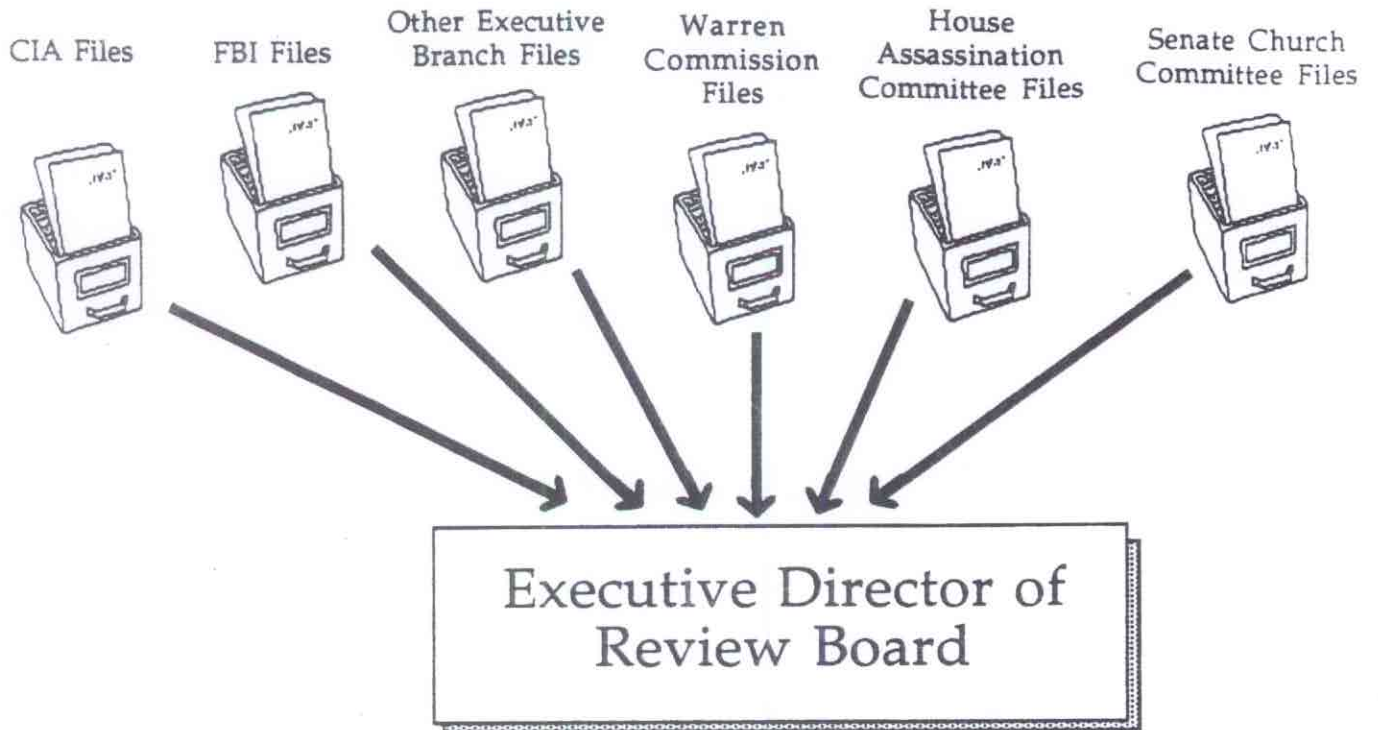 CIA Files
FBI Files
Other Executive
Branch Files
Warren
Commission
Files
House
Assassination
Committee Files
Senate Church
Committee Files
Executive Director of
Review Board